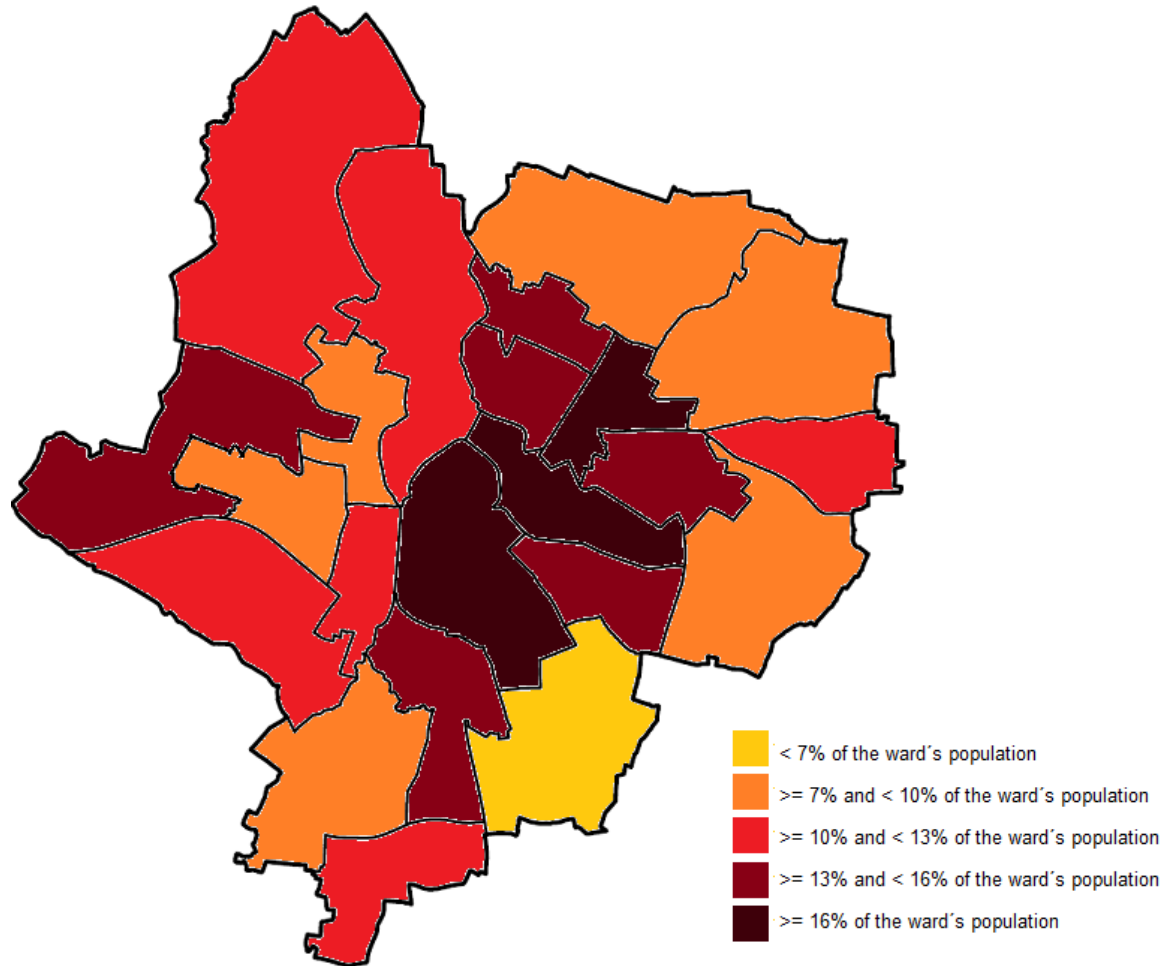 < 7% of the ward´s population
>= 7% and < 10% of the ward´s population
>= 10% and < 13% of the ward´s population
>= 13% and < 16% of the ward´s population
>= 16% of the ward´s population